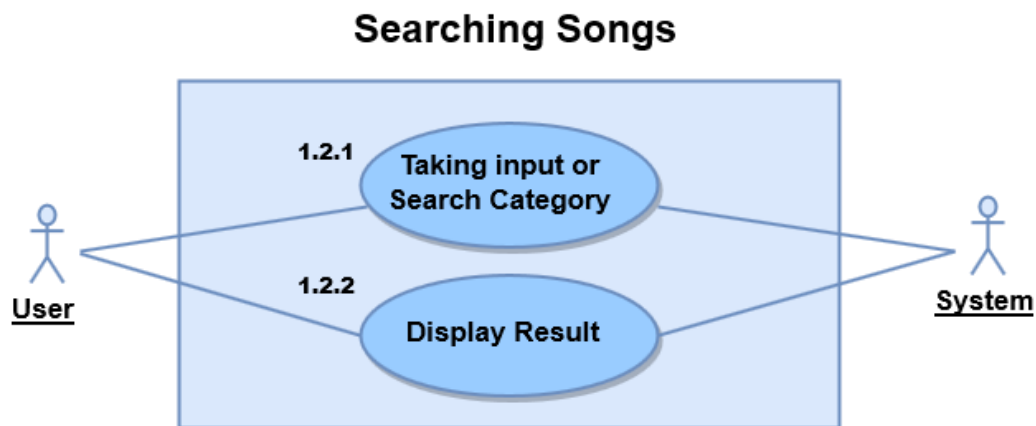 Searching Songs
1.2.1
Taking input or
Search Category
1.2.2
Display Result
User
System